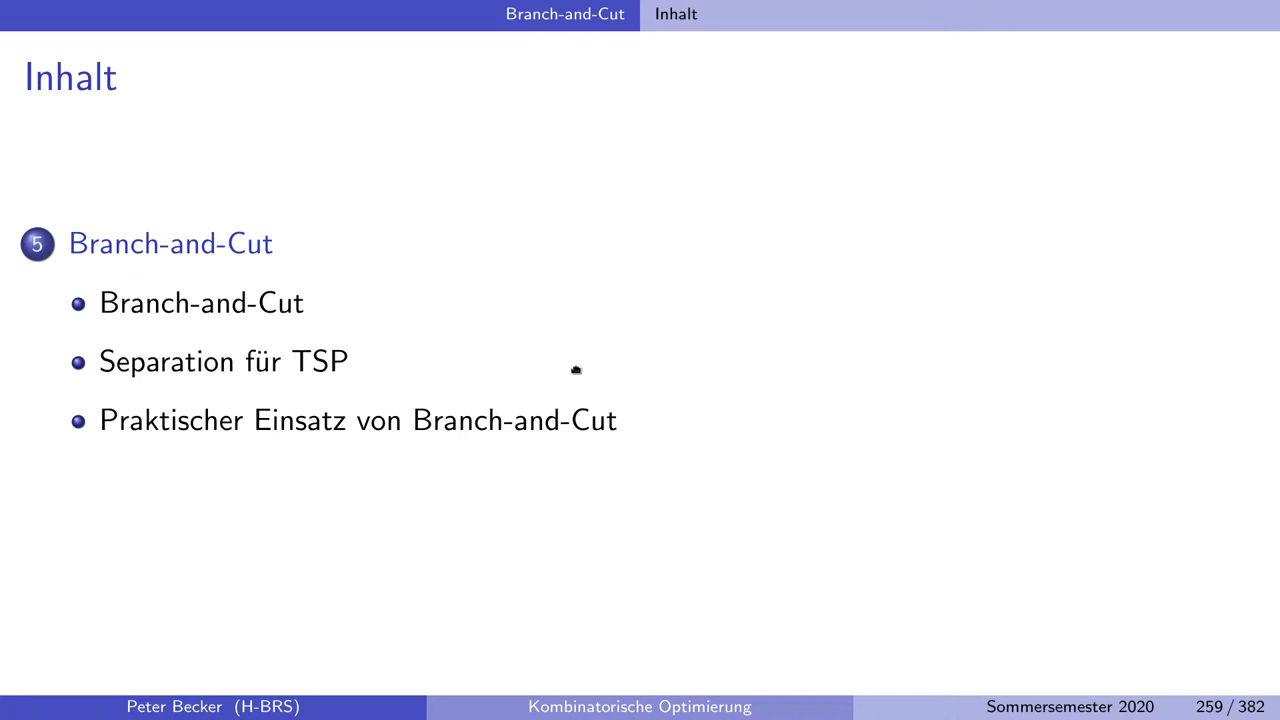 Branch-and-Cut Inhalt
Inhalt
5 Branch-and-Cut
Branch-and-Cut
Separation für TSP
Praktischer Einsatz von Branch-and-Cut
Peter Becker (H-BRS) Kombinatorische Optimierung Sommersemester 2020 259 / 382